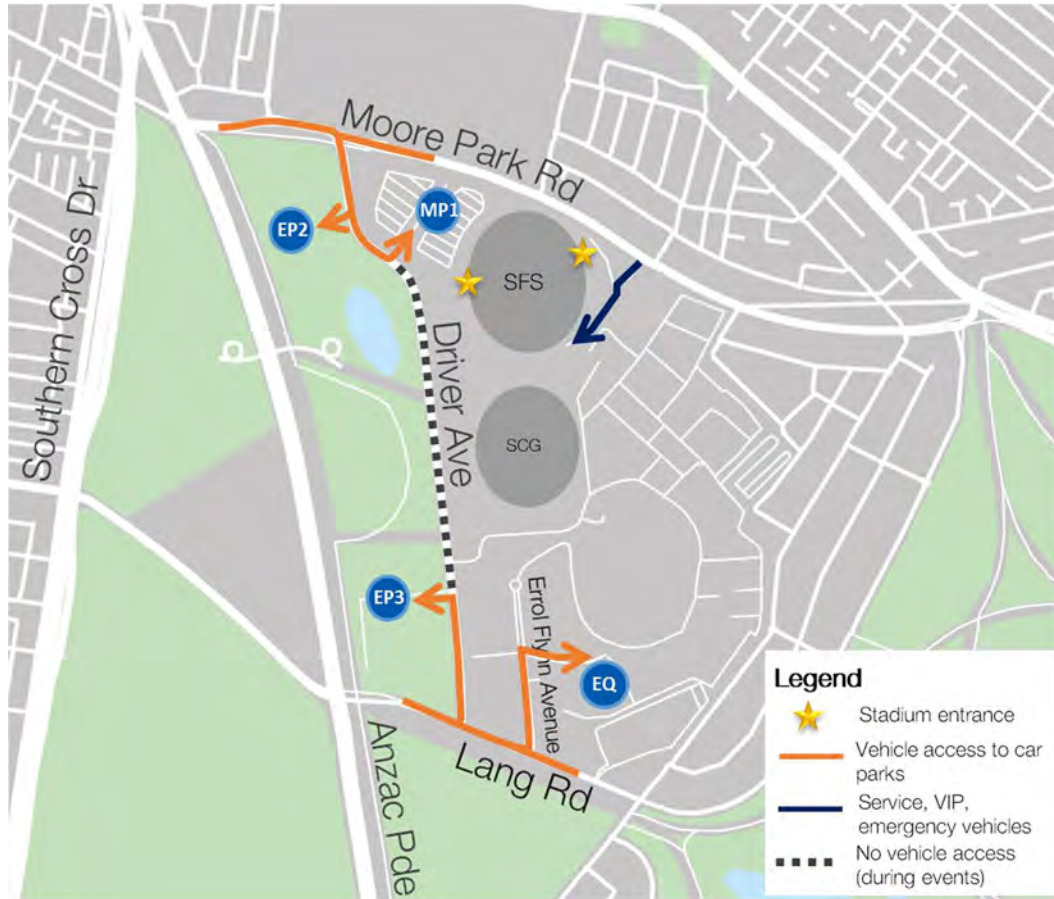 Moore Park Rd
MP1
EP2
SFS
Southern Cross Dr
Driver Ave
SCG
EP3
Errol Flynn Avenue
EQ
Lang Rd
Anzac Pde
Legend
Stadium entrance
Vehicle access to car
parks
Service, VIP,
emergency vehicles
No vehicle access
(during events)